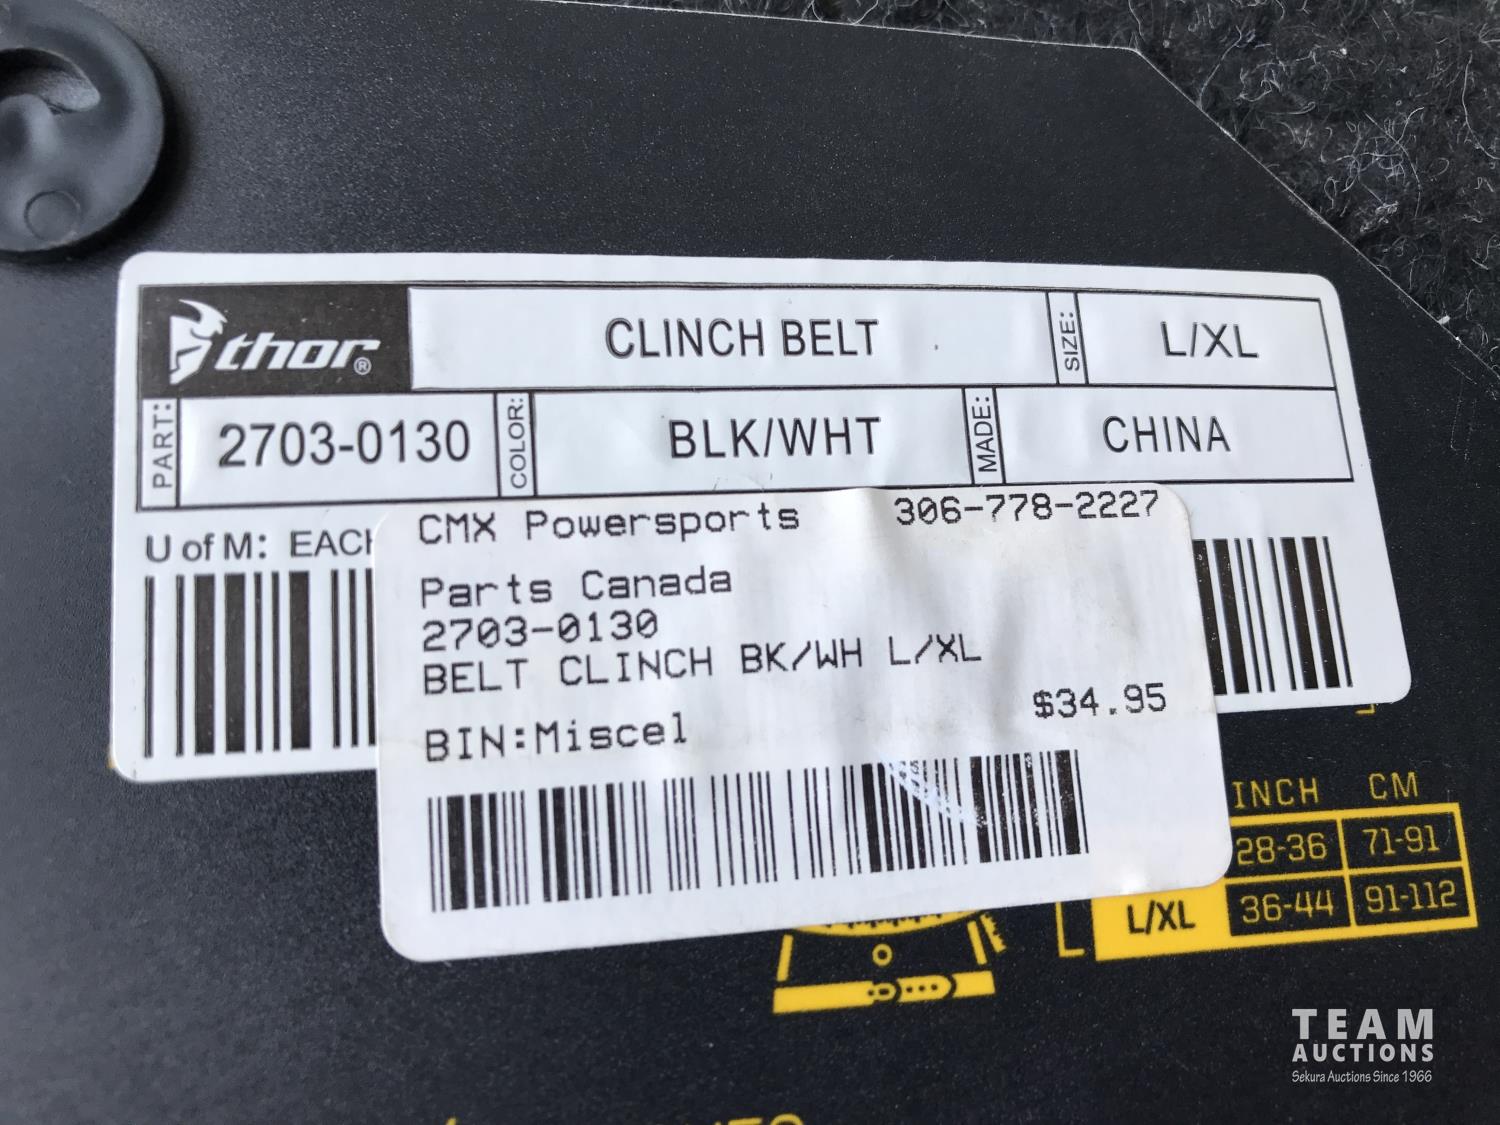 thor®
CLINCH BELT
SIZE:
L/XL
PART:
2703-0130
COLOR:
BLK/WHT
MADE:
CHINA
U of M: EACH
CMX Powersports 306-778-2227
Parts Canada
2703-0130
BELT CLINCH BK/WH L/XL
$34.95
BIN:Miscel
INCH CM
28-36 71-91
L/XL 36-44 91-112
TEAM
AUCTIONS
Sekura Auctions Since 1966